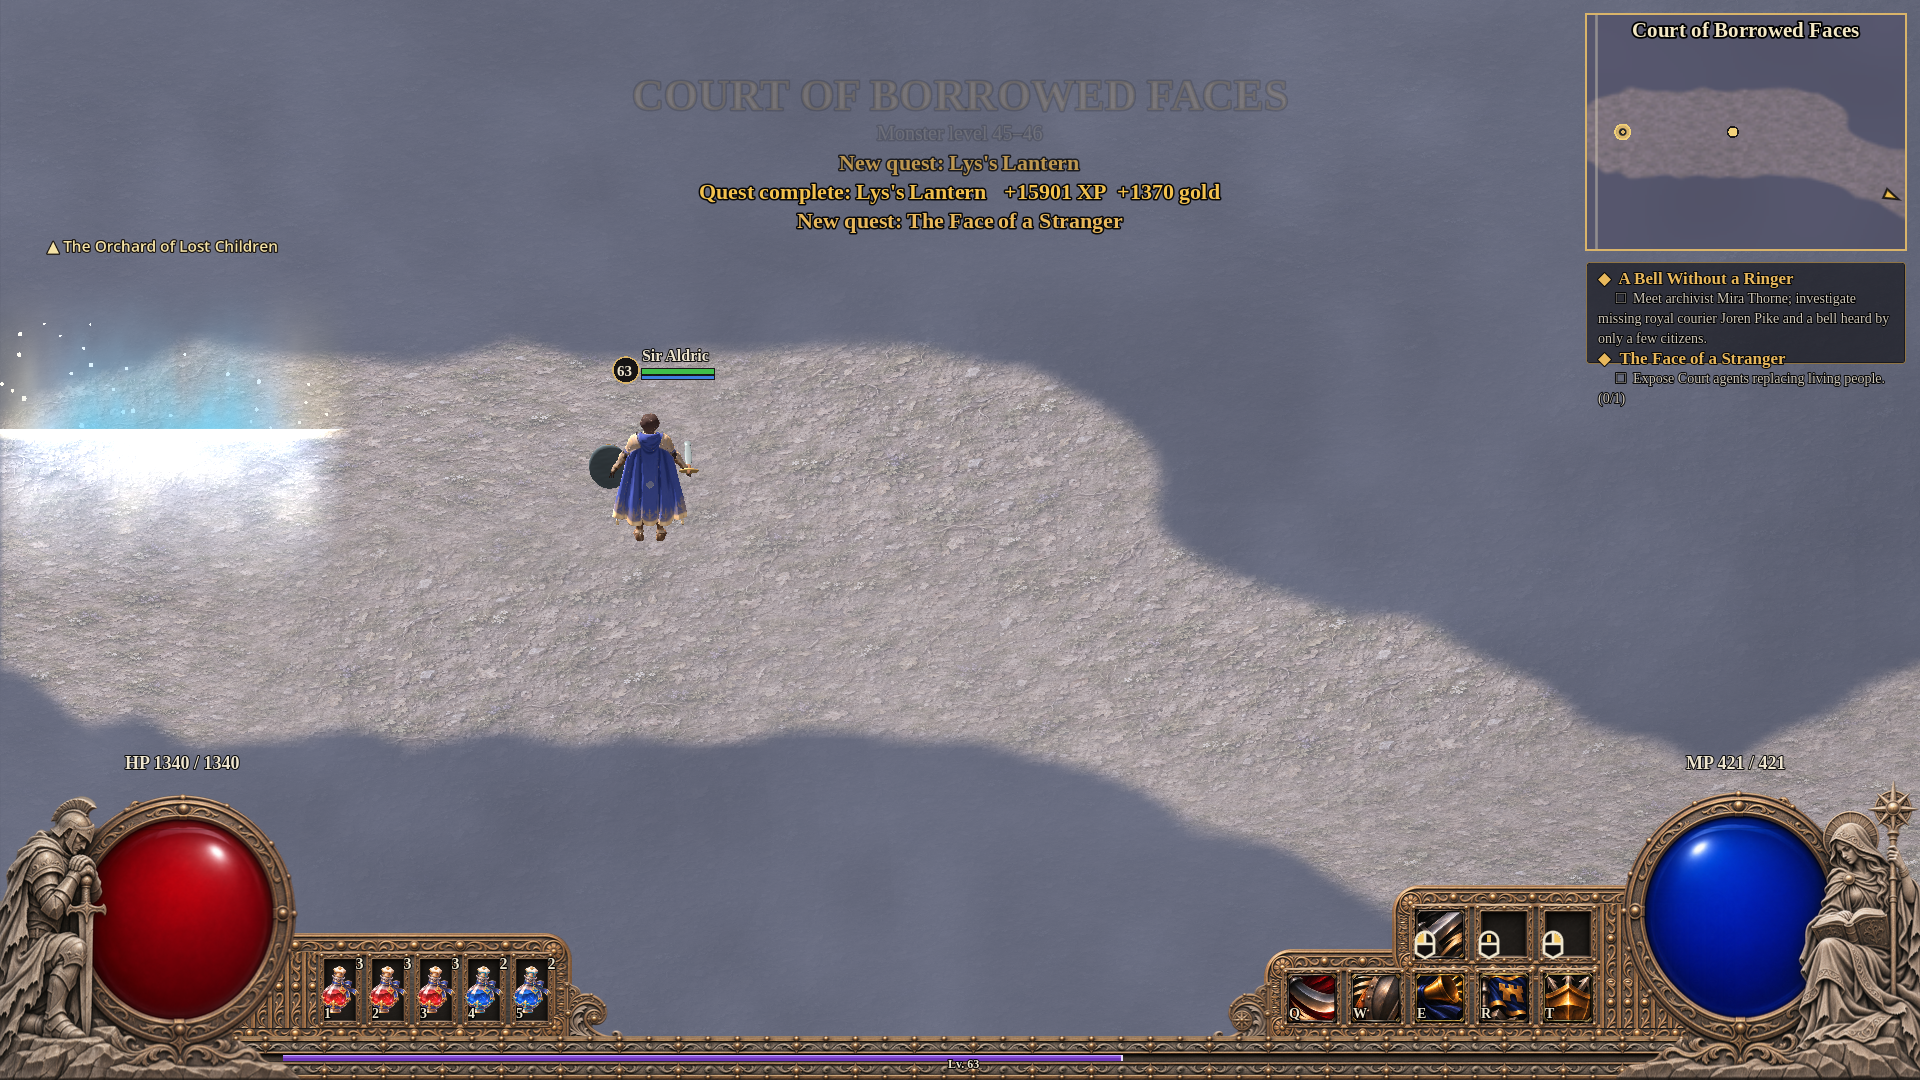 Court of Borrowed Faces
COURT OF BORROWED FACES
Monster level 45–46
New quest: Lys's Lantern
Quest complete: Lys's Lantern +15901 XP +1370 gold
New quest: The Face of a Stranger
The Orchard of Lost Children
A Bell Without a Ringer
Meet archivist Mira Thorne; investigate
missing royal courier Joren Pike and a bell heard by
only a few citizens.
The Face of a Stranger
Expose Court agents replacing living people.
(0/1)
Sir Aldric
63
HP 1340 / 1340
MP 421 / 421
3 3 3 2 2
1 2 3 4 5
Q W E R T
Lv. 63